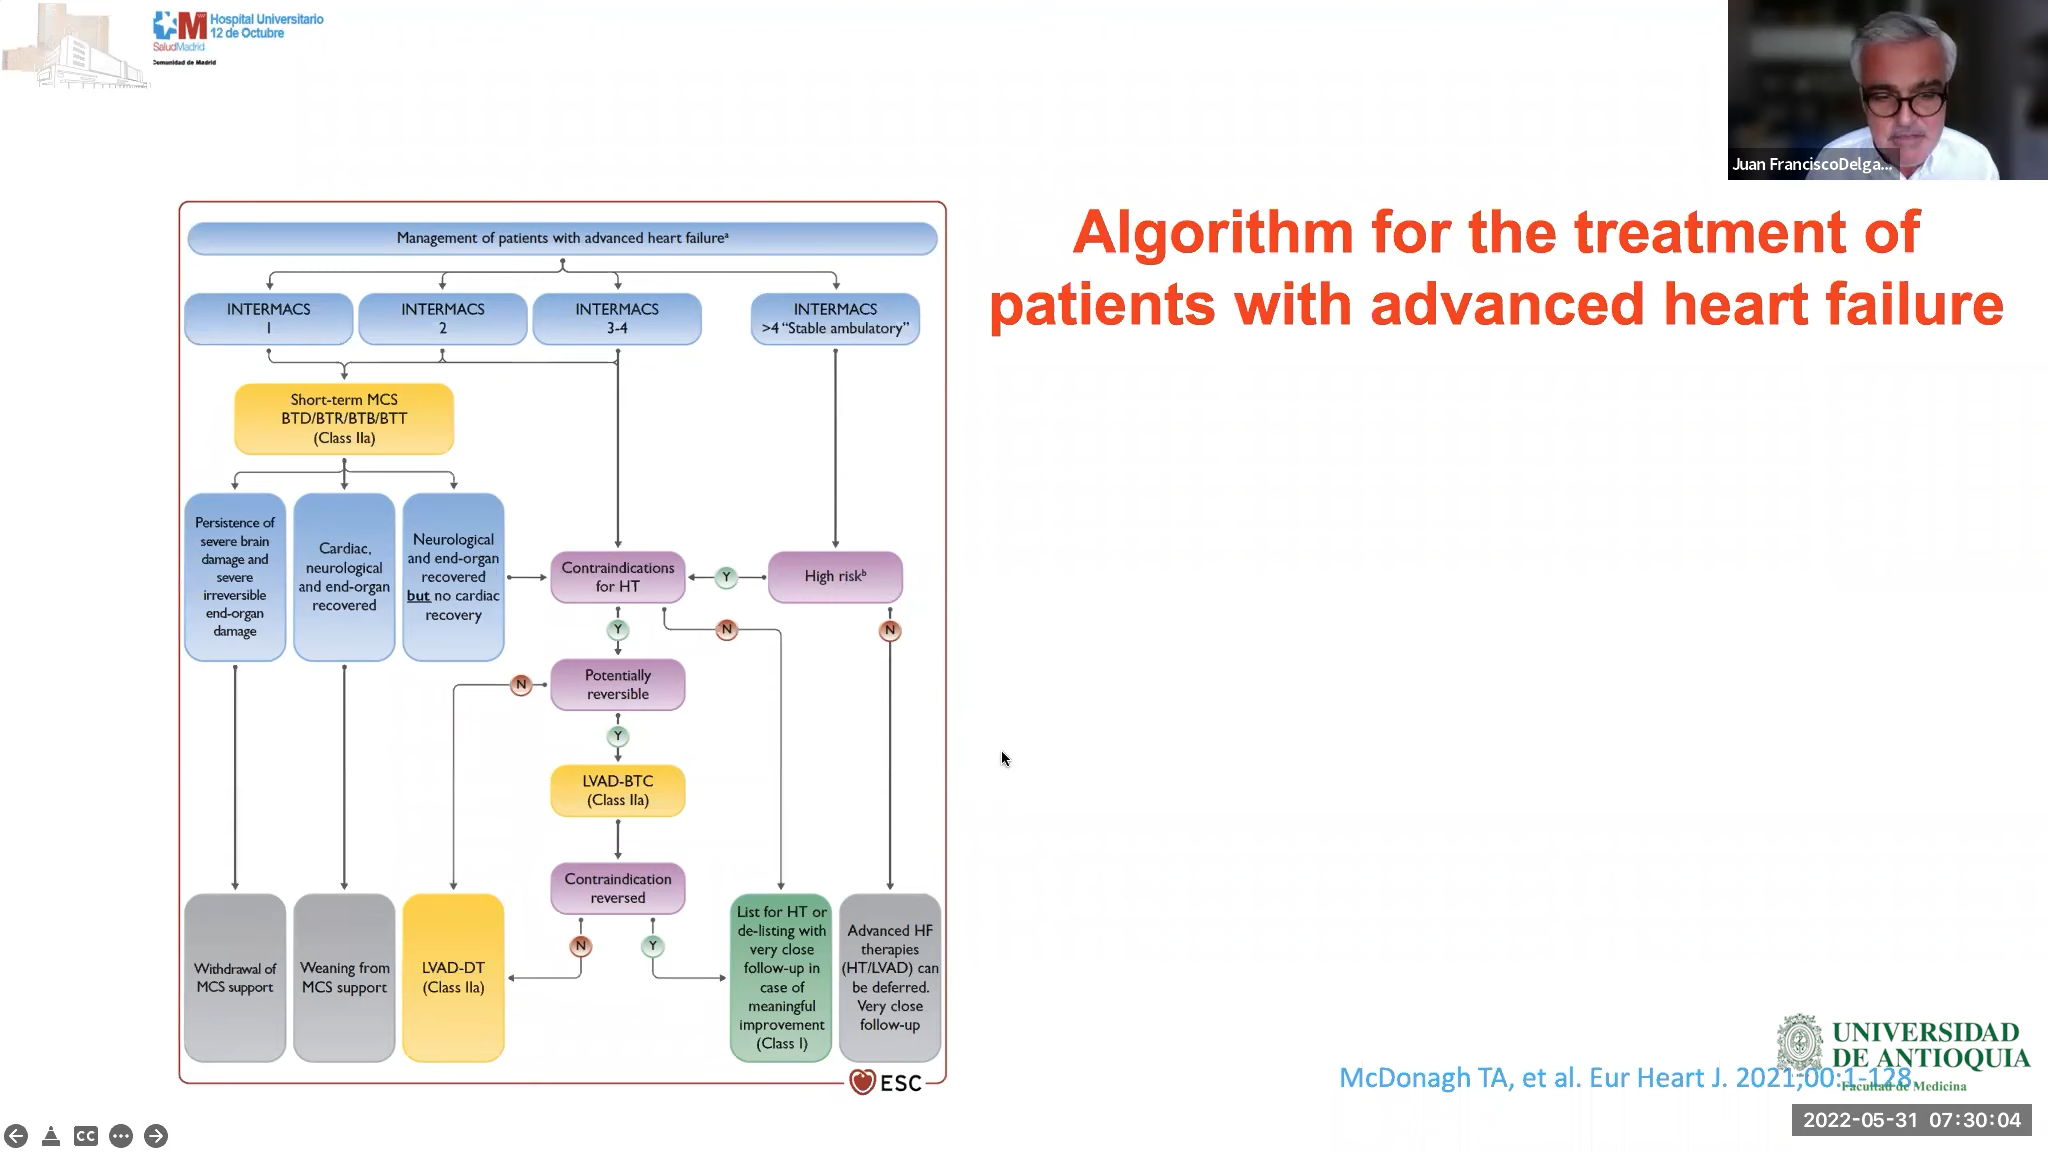 Hospital Universitario
12 de Octubre
SaludMadrid
Comunidad de Madrid
Juan FranciscoDelga...
Algorithm for the treatment of
patients with advanced heart failure
Management of patients with advanced heart failureᵃ
INTERMACS
1
INTERMACS
2
INTERMACS
3-4
INTERMACS
>4 “Stable ambulatory”
Short-term MCS
BTD/BTR/BTB/BTT
(Class IIa)
Persistence of
severe brain
damage and
severe
irreversible
end-organ
damage
Cardiac,
neurological
and end-organ
recovered
Neurological
and end-organ
recovered
but no cardiac
recovery
Contraindications
for HT
Y
High riskᵇ
Y
N
N
Potentially
reversible
N
Y
LVAD-BTC
(Class IIa)
Contraindication
reversed
N
Y
Withdrawal of
MCS support
Weaning from
MCS support
LVAD-DT
(Class IIa)
List for HT or
de-listing with
very close
follow-up in
case of
meaningful
improvement
(Class I)
Advanced HF
therapies
(HT/LVAD) can
be deferred.
Very close
follow-up
ESC
McDonagh TA, et al. Eur Heart J. 2021;00:1-128.
UNIVERSIDAD
DE ANTIOQUIA
Facultad de Medicina
2022-05-31 07:30:04
CC